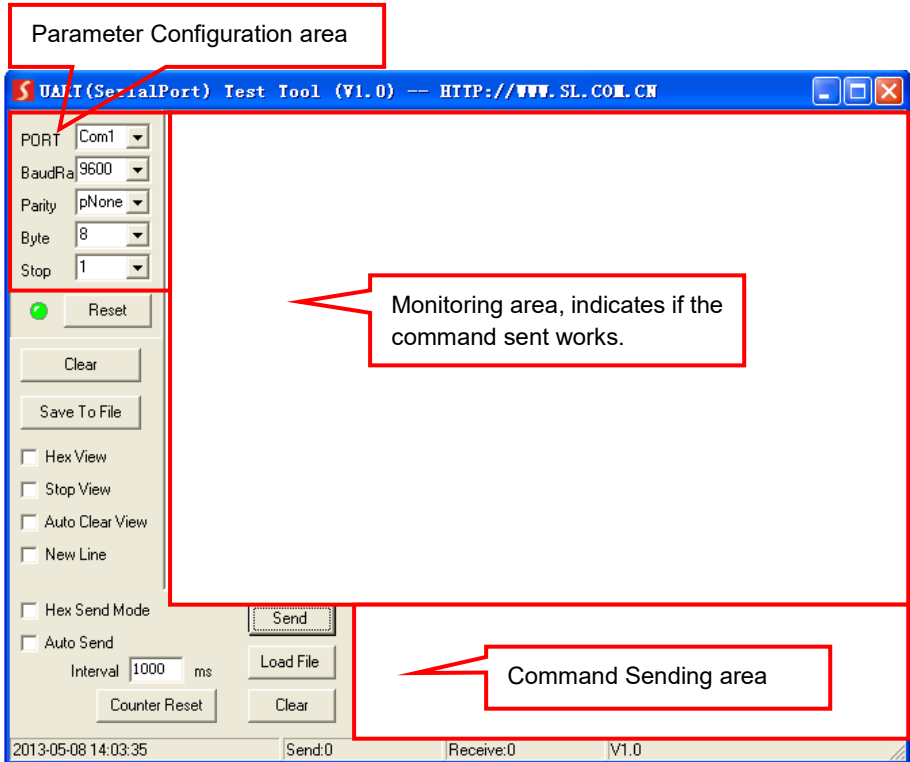 Parameter Configuration area
UART(SerialPort) Test Tool (V1.0) -- HTTP://WWW.SL.COM.CN
PORT Com1
BaudRa 9600
Parity pNone
Byte 8
Stop 1
Reset
Monitoring area, indicates if the
command sent works.
Clear
Save To File
Hex View
Stop View
Auto Clear View
New Line
Hex Send Mode
Send
Auto Send
Interval 1000 ms
Load File
Command Sending area
Counter Reset
Clear
2013-05-08 14:03:35 Send:0 Receive:0 V1.0